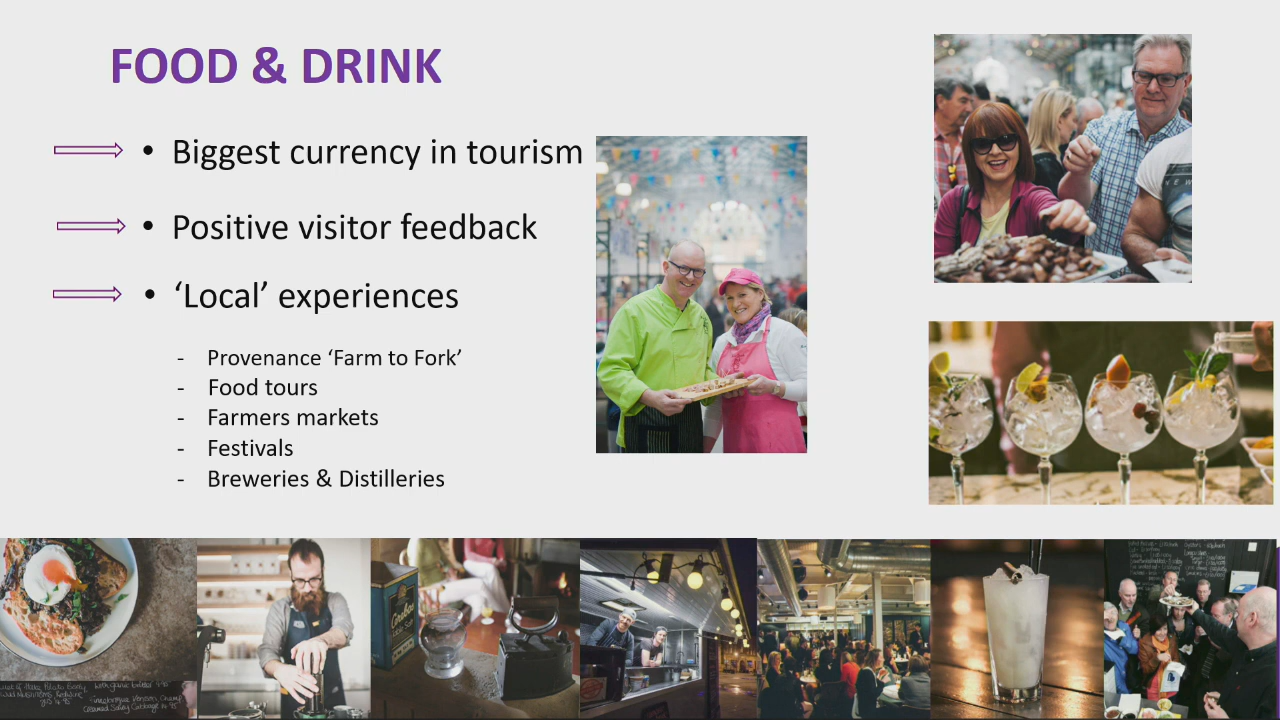 FOOD & DRINK
• Biggest currency in tourism
• Positive visitor feedback
• ‘Local’ experiences
- Provenance ‘Farm to Fork’
- Food tours
- Farmers markets
- Festivals
- Breweries & Distilleries
NEW